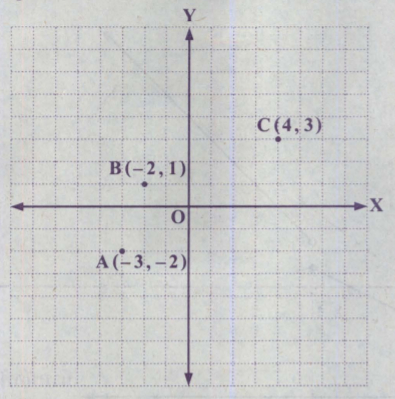 Y
C(4, 3)
B(-2, 1)
X
O
A(-3, -2)